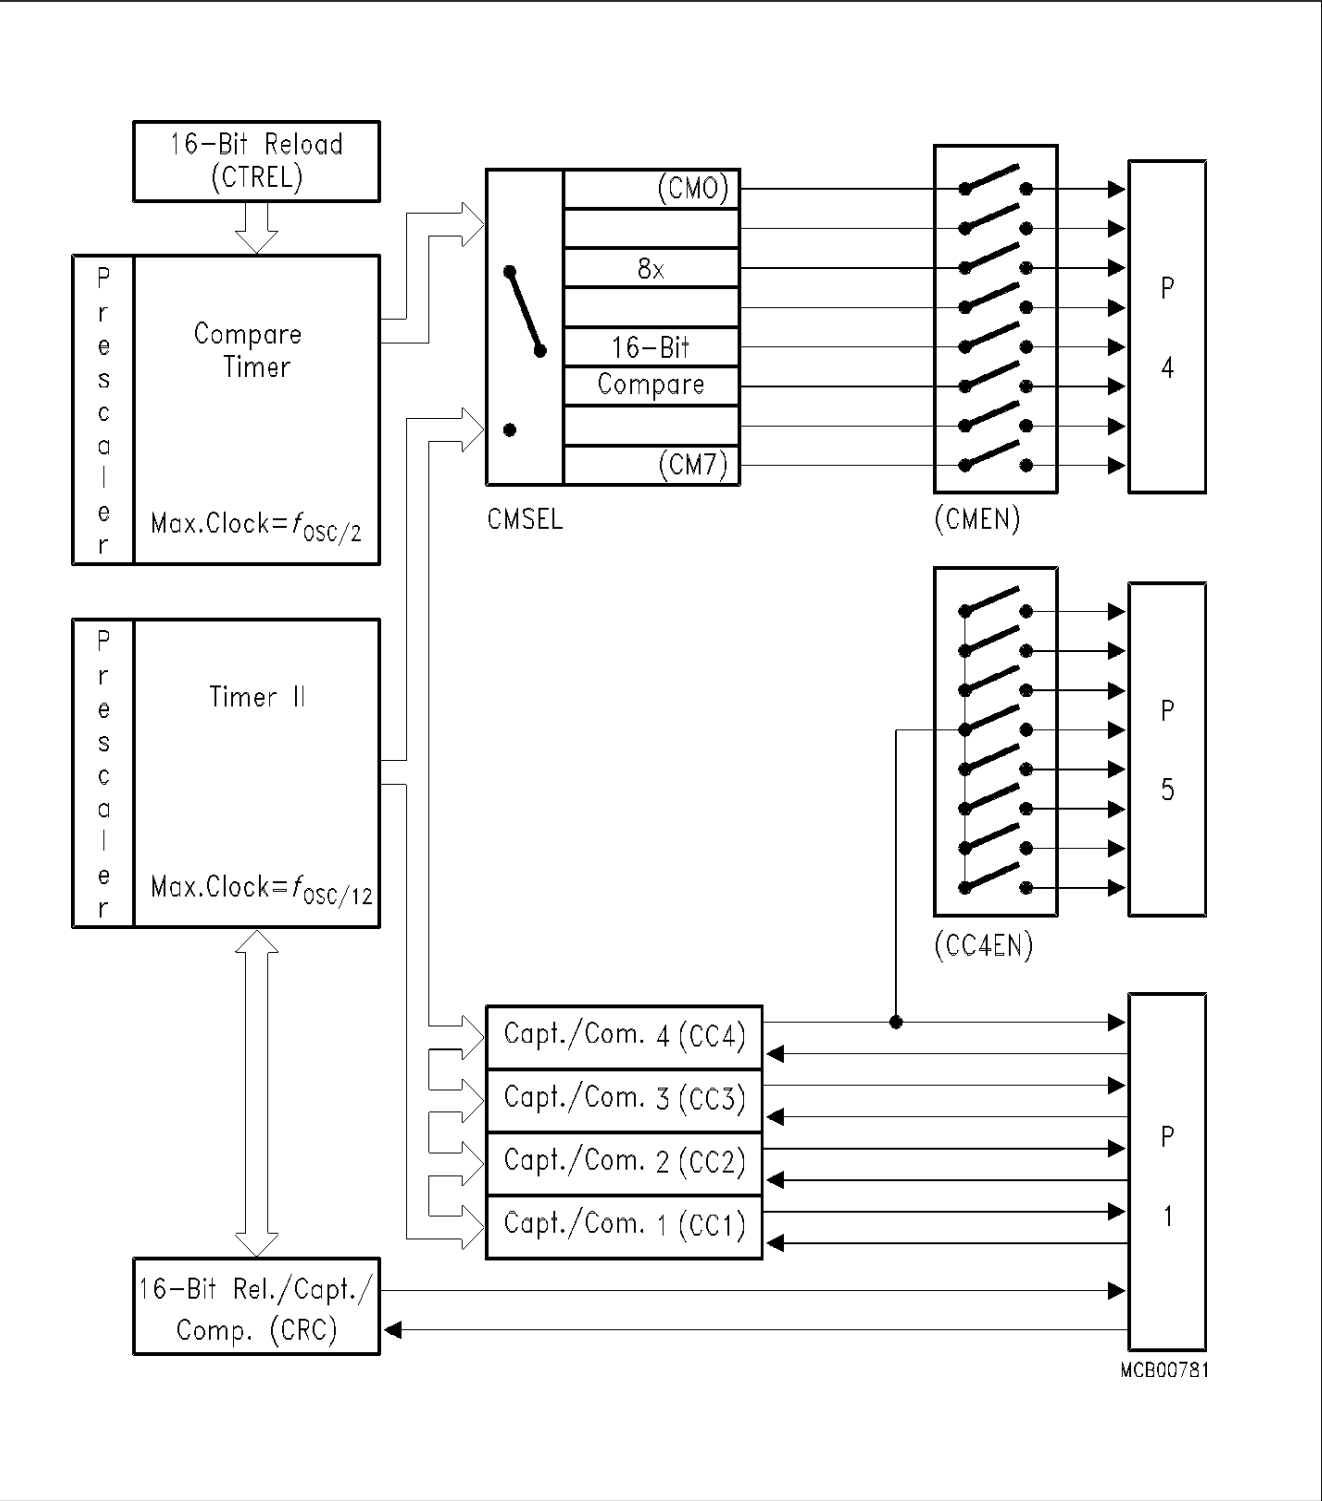 16-Bit Reload
(CTREL)
Prescaler
Compare
Timer
Max.Clock=fOSC/2
(CM0)
8x
16-Bit
Compare
(CM7)
CMSEL
(CMEN)
P
4
Prescaler
Timer II
Max.Clock=fOSC/12
(CC4EN)
P
5
Capt./Com. 4 (CC4)
Capt./Com. 3 (CC3)
Capt./Com. 2 (CC2)
Capt./Com. 1 (CC1)
P
1
16-Bit Rel./Capt./
Comp. (CRC)
MCB00781